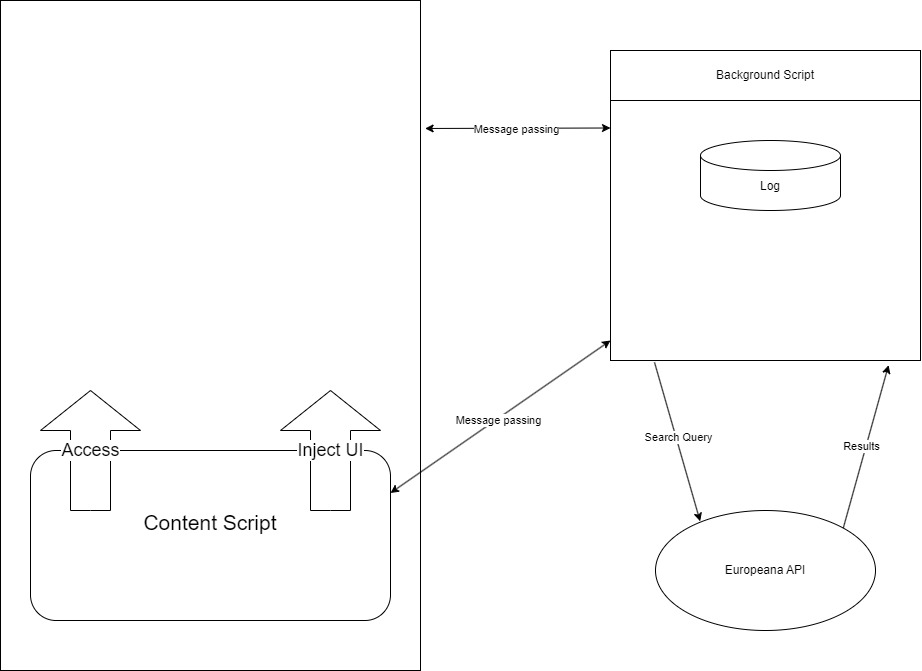 Background Script
Message passing
Log
Message passing
Search Query
Results
Access
Inject UI
Content Script
Europeana API